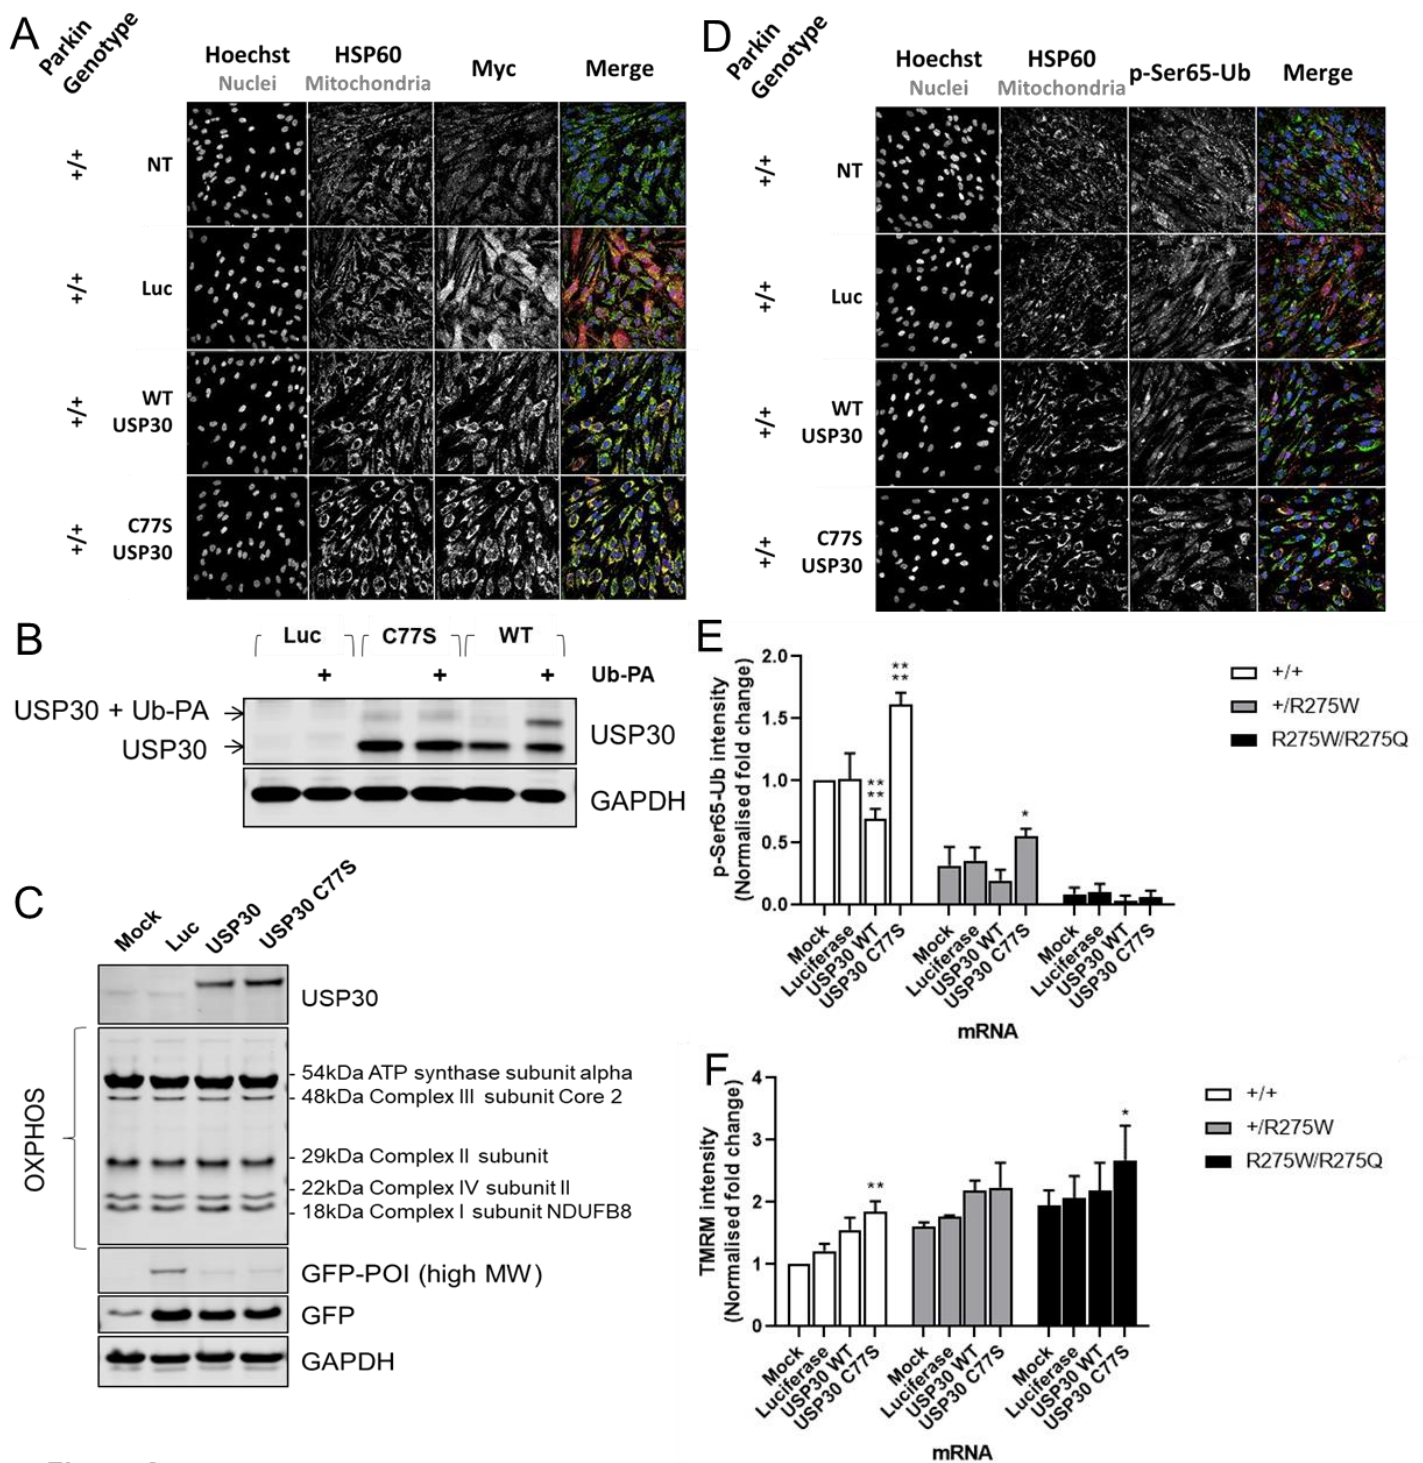 A
Parkin
Genotype
Hoechst
Nuclei
HSP60
Mitochondria
Myc
Merge
+/+
NT
+/+
Luc
+/+
WT
USP30
+/+
C77S
USP30
D
Parkin
Genotype
Hoechst
Nuclei
HSP60
Mitochondria
p-Ser65-Ub
Merge
+/+
NT
+/+
Luc
+/+
WT
USP30
+/+
C77S
USP30
B
Luc
C77S
WT
+ + + Ub-PA
USP30 + Ub-PA
USP30
USP30
GAPDH
C
Mock
Luc
USP30
USP30 C77S
USP30
OXPHOS
54kDa ATP synthase subunit alpha
48kDa Complex III subunit Core 2
29kDa Complex II subunit
22kDa Complex IV subunit II
18kDa Complex I subunit NDUFB8
GFP-POI (high MW)
GFP
GAPDH
E
p-Ser65-Ub intensity
(Normalised fold change)
2.0
1.5
1.0
0.5
0.0
**
**
**
**
*
+/+
+/R275W
R275W/R275Q
Mock
Luciferase
USP30 WT
USP30 C77S
Mock
Luciferase
USP30 WT
USP30 C77S
Mock
Luciferase
USP30 WT
USP30 C77S
mRNA
F
TMRM intensity
(Normalised fold change)
4
3
2
1
0
**
*
+/+
+/R275W
R275W/R275Q
Mock
Luciferase
USP30 WT
USP30 C77S
Mock
Luciferase
USP30 WT
USP30 C77S
Mock
Luciferase
USP30 WT
USP30 C77S
mRNA